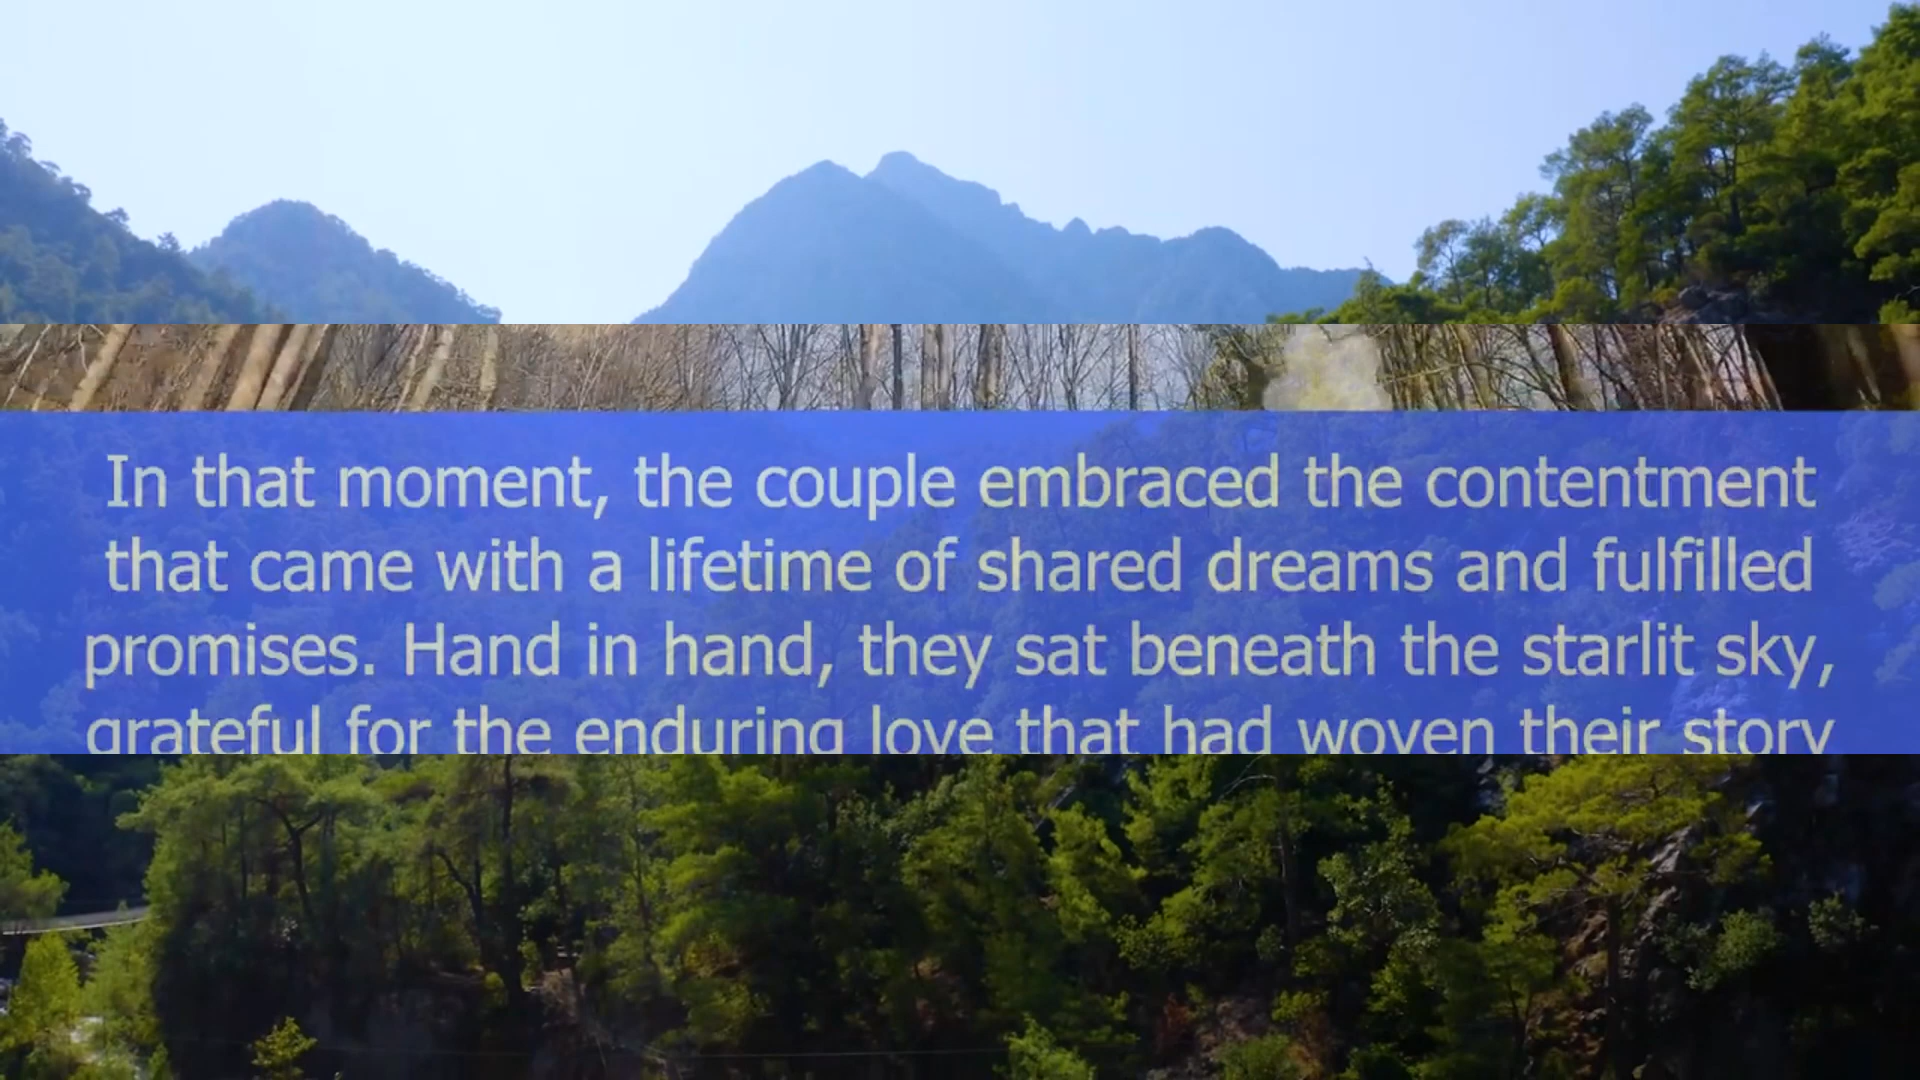 In that moment, the couple embraced the contentment
that came with a lifetime of shared dreams and fulfilled
promises. Hand in hand, they sat beneath the starlit sky,
grateful for the enduring love that had woven their story